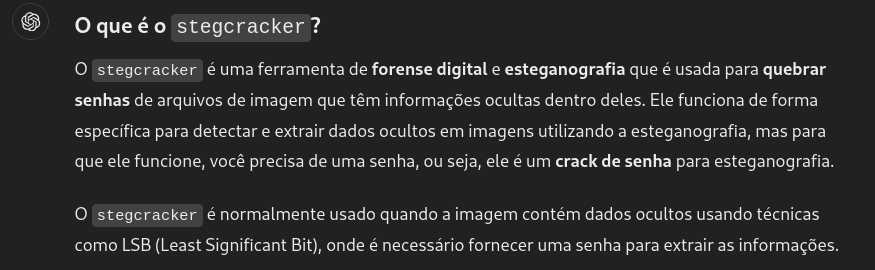 O que é o stegcracker?
O stegcracker é uma ferramenta de forense digital e esteganografia que é usada para quebrar
senhas de arquivos de imagem que têm informações ocultas dentro deles. Ele funciona de forma
específica para detectar e extrair dados ocultos em imagens utilizando a esteganografia, mas para
que ele funcione, você precisa de uma senha, ou seja, ele é um crack de senha para esteganografia.
O stegcracker é normalmente usado quando a imagem contém dados ocultos usando técnicas
como LSB (Least Significant Bit), onde é necessário fornecer uma senha para extrair as informações.